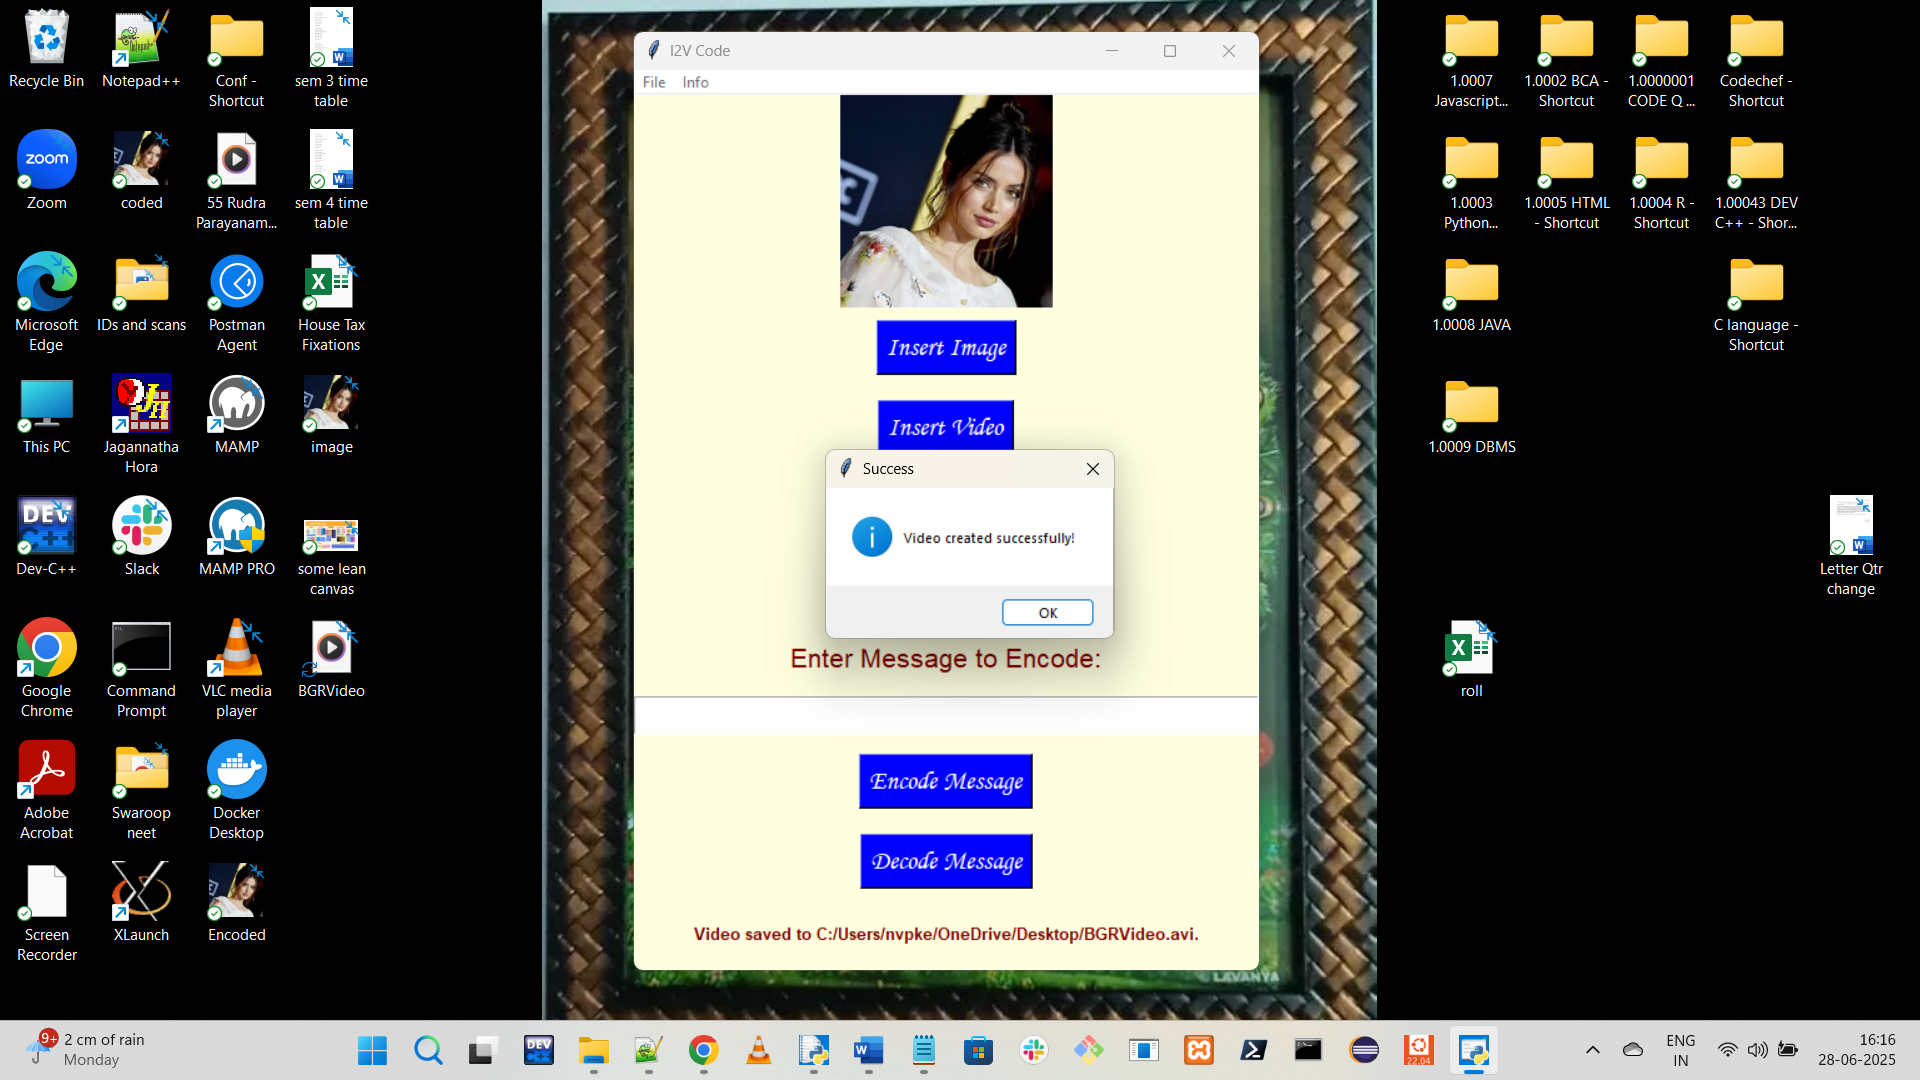 Recycle Bin
Notepad++
Conf -
Shortcut
sem 3 time
table
zoom
Zoom
coded
55 Rudra
Parayanam...
sem 4 time
table
Microsoft
Edge
IDs and scans
Postman
Agent
House Tax
Fixations
This PC
Jagannatha
Hora
MAMP
image
DEV
C++
Dev-C++
Slack
MAMP PRO
some lean
canvas
Google
Chrome
Command
Prompt
VLC media
player
BGRVideo
Adobe
Acrobat
Swaroop
neet
Docker
Desktop
Screen
Recorder
XLaunch
Encoded
I2V Code
File Info
Insert Image
Insert Video
Success
Video created successfully!
OK
Enter Message to Encode:
Encode Message
Decode Message
Video saved to C:/Users/nvpke/OneDrive/Desktop/BGRVideo.avi.
LAVANYA
1.0007
Javascript...
1.0002 BCA -
Shortcut
1.0000001
CODE Q ...
Codechef -
Shortcut
1.0003
Python...
1.0005 HTML
- Shortcut
1.0004 R -
Shortcut
1.00043 DEV
C++ - Shor...
1.0008 JAVA
C language -
Shortcut
1.0009 DBMS
Letter Qtr
change
roll
9+
2 cm of rain
Monday
DEV
C++
22.04
ENG
IN
16:16
28-06-2025